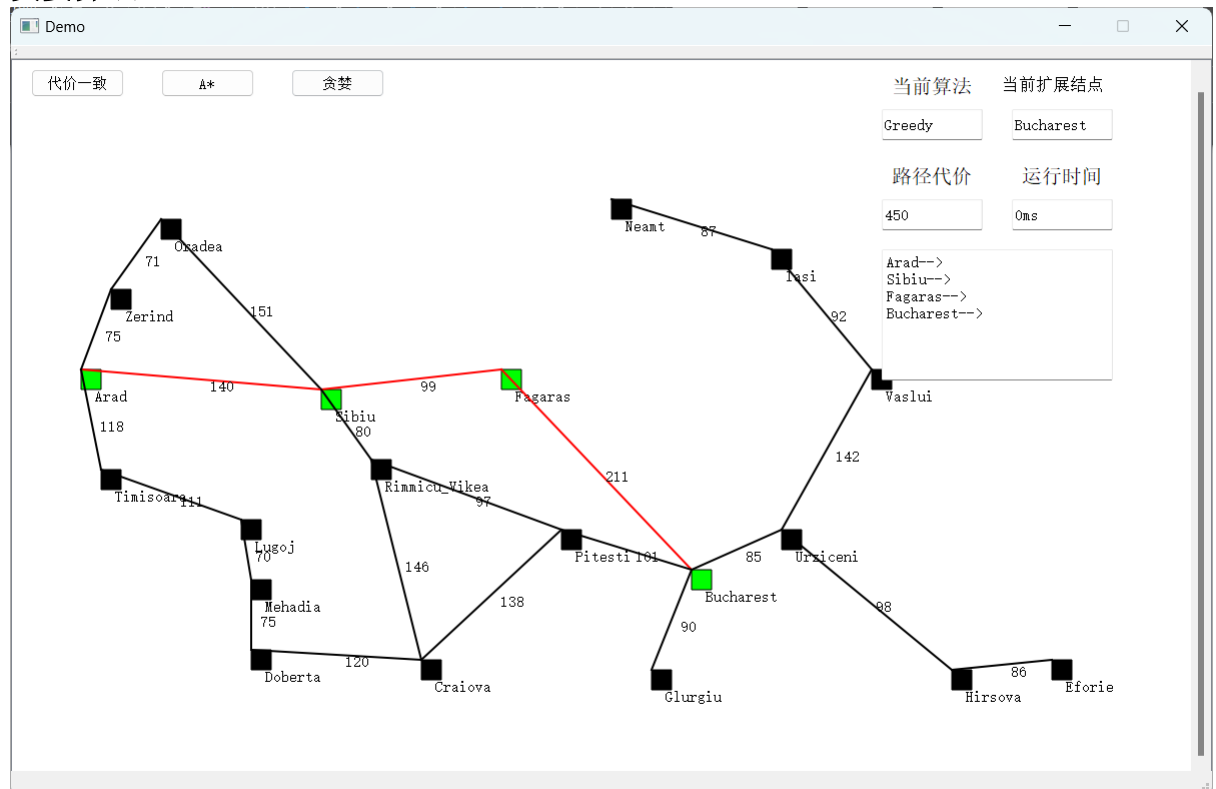 Demo
代价一致
A*
贪婪
当前算法
当前扩展结点
Greedy
Bucharest
路径代价
运行时间
450
0ms
Arad-->
Sibiu-->
Fagaras-->
Bucharest-->
Neamt
87
Oradea
71
Iasi
Zerind
151
92
75
140
99
Arad
Fagaras
Vaslui
Sibiu
118
80
142
211
Rimmicu_Vikea
Timisoara
111
97
Lugoj
70
Pitesti
101
85
Urziceni
146
Bucharest
Mehadia
138
98
75
90
120
86
Doberta
Craiova
Glurgiu
Hirsova
Eforie